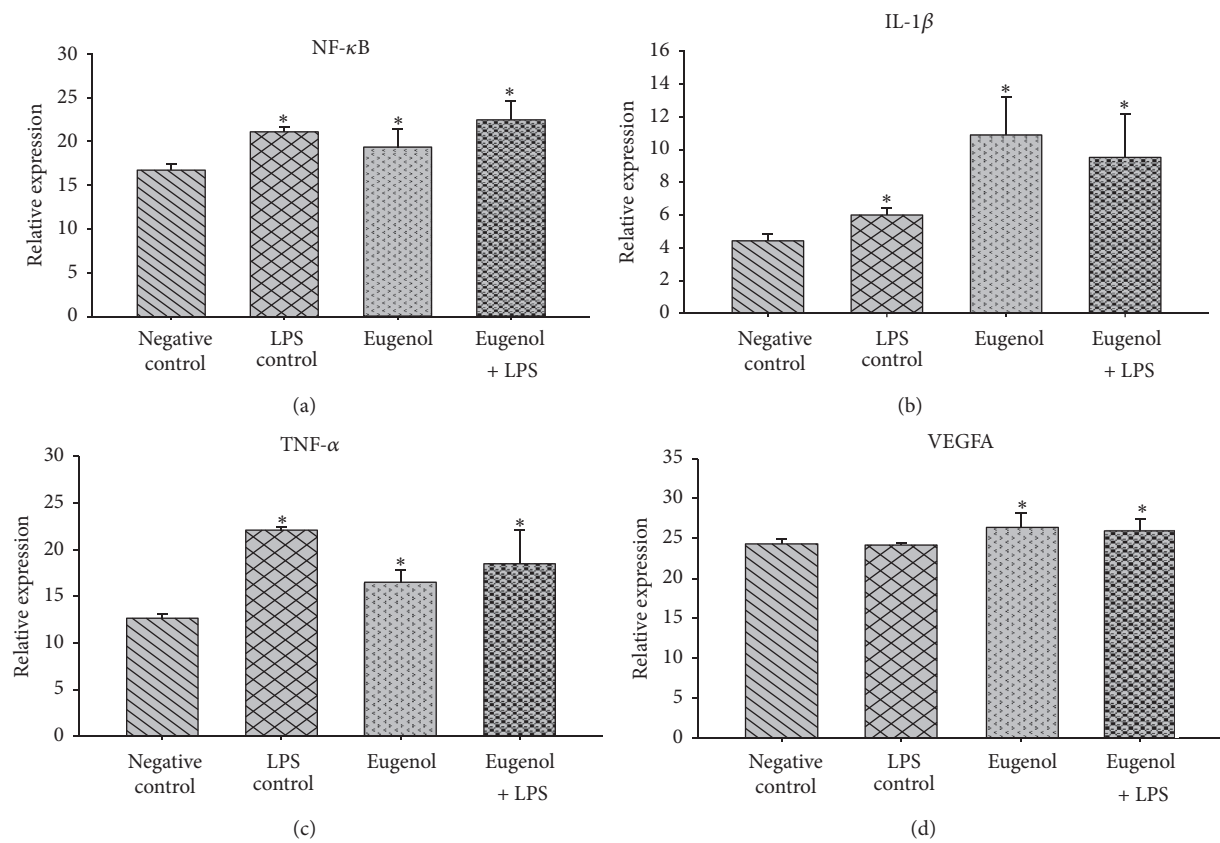 NF-κB
Relative expression
30
25
20
15
10
5
0
*
*
*
Negative control
LPS control
Eugenol
Eugenol + LPS
(a)
IL-1β
Relative expression
16
14
12
10
8
6
4
2
0
*
*
*
Negative control
LPS control
Eugenol
Eugenol + LPS
(b)
TNF-α
Relative expression
30
25
20
15
10
5
0
*
*
*
Negative control
LPS control
Eugenol
Eugenol + LPS
(c)
VEGFA
Relative expression
35
30
25
20
15
10
5
0
*
*
Negative control
LPS control
Eugenol
Eugenol + LPS
(d)